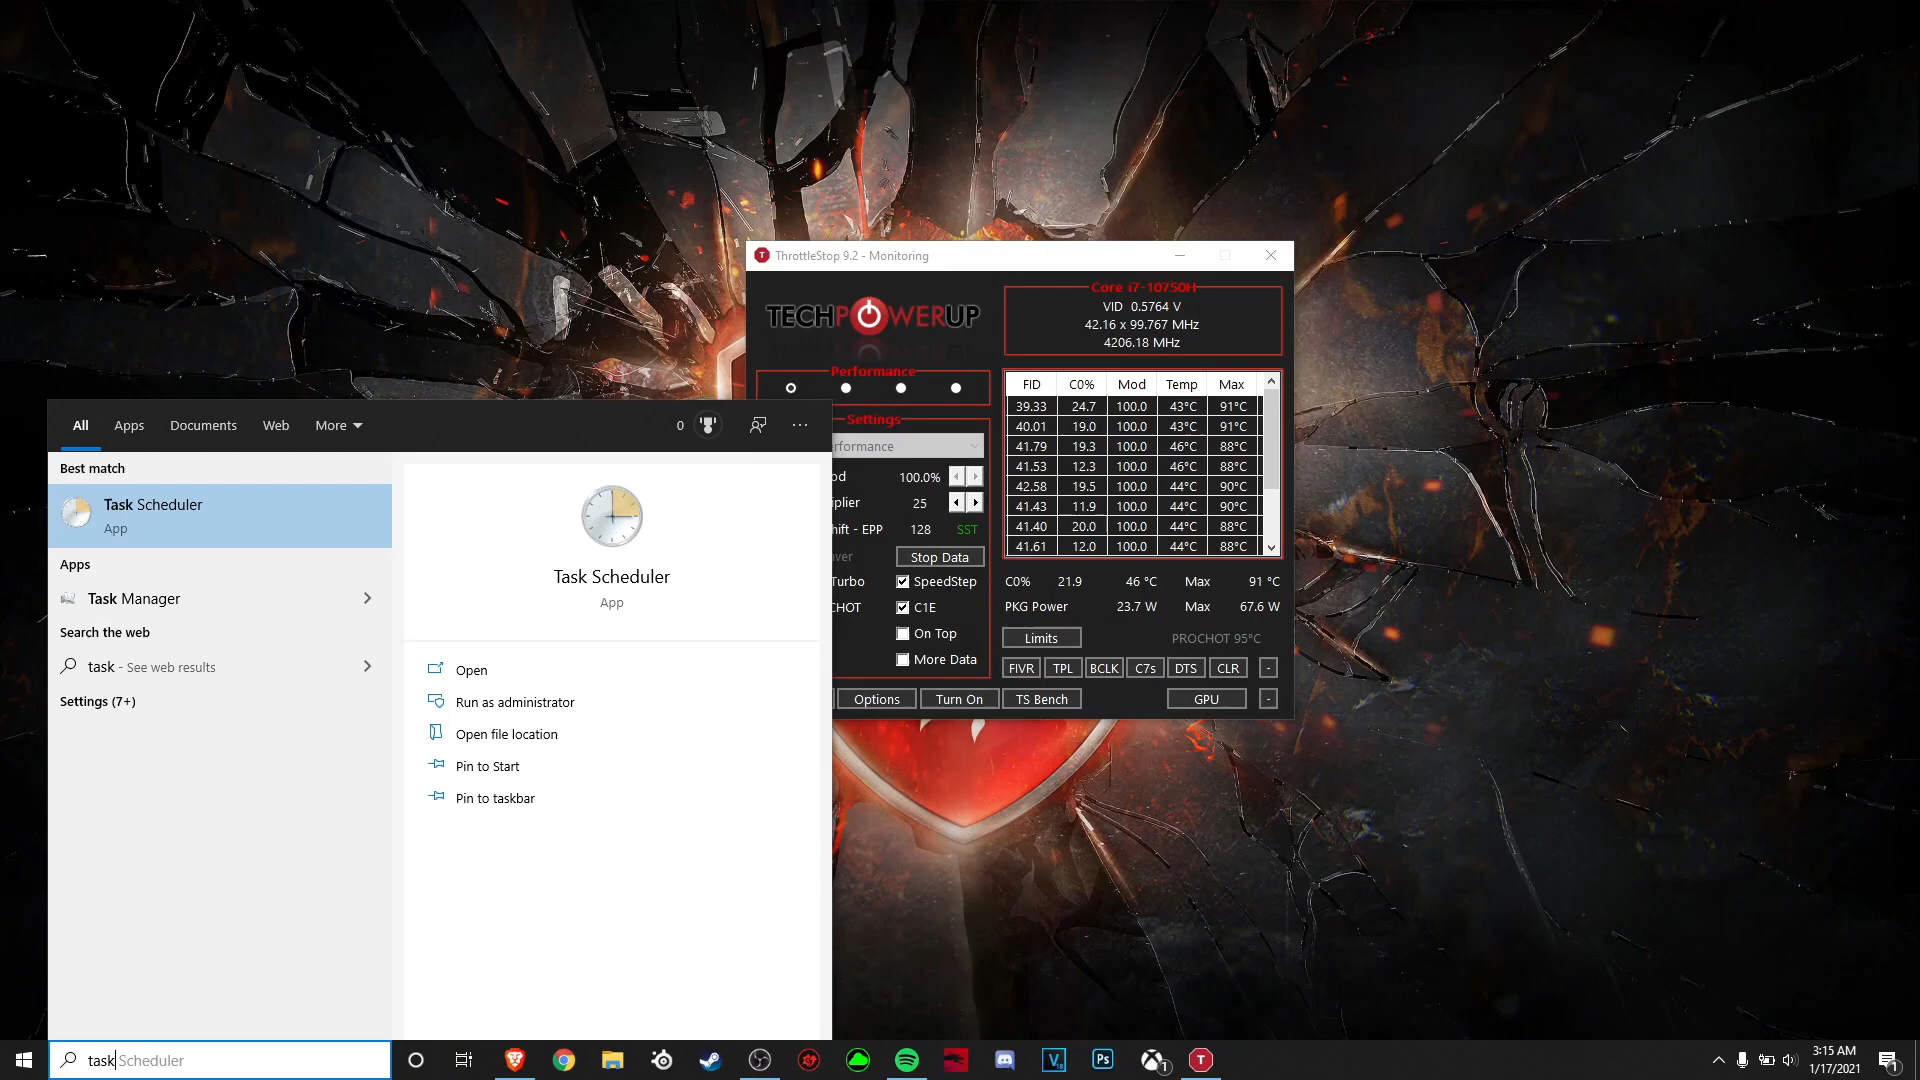 ThrottleStop 9.2 - Monitoring
TECHPOWERUP
Core i7-10750H
VID 0.5764 V
42.16 x 99.767 MHz
4206.18 MHz
Performance
FID C0% Mod Temp Max
39.33 24.7 100.0 43°C 91°C
40.01 19.0 100.0 43°C 91°C
41.79 19.3 100.0 46°C 88°C
41.53 12.3 100.0 46°C 88°C
42.58 19.5 100.0 44°C 90°C
41.43 11.9 100.0 44°C 90°C
41.40 20.0 100.0 44°C 88°C
41.61 12.0 100.0 44°C 88°C
Settings
rformance
od 100.0%
iplier 25
hift - EPP 128 SST
ver Stop Data
Turbo SpeedStep
CHOT C1E
On Top
More Data
C0% 21.9 46 °C Max 91 °C
PKG Power 23.7 W Max 67.6 W
Limits PROCHOT 95°C
FIVR TPL BCLK C7s DTS CLR -
Options Turn On TS Bench GPU -
All Apps Documents Web More 0 ...
Best match
Task Scheduler
App
Apps
Task Manager
Search the web
task - See web results
Settings (7+)
Task Scheduler
App
Open
Run as administrator
Open file location
Pin to Start
Pin to taskbar
task Scheduler
V
18
Ps
1
T
3:15 AM
1/17/2021
1